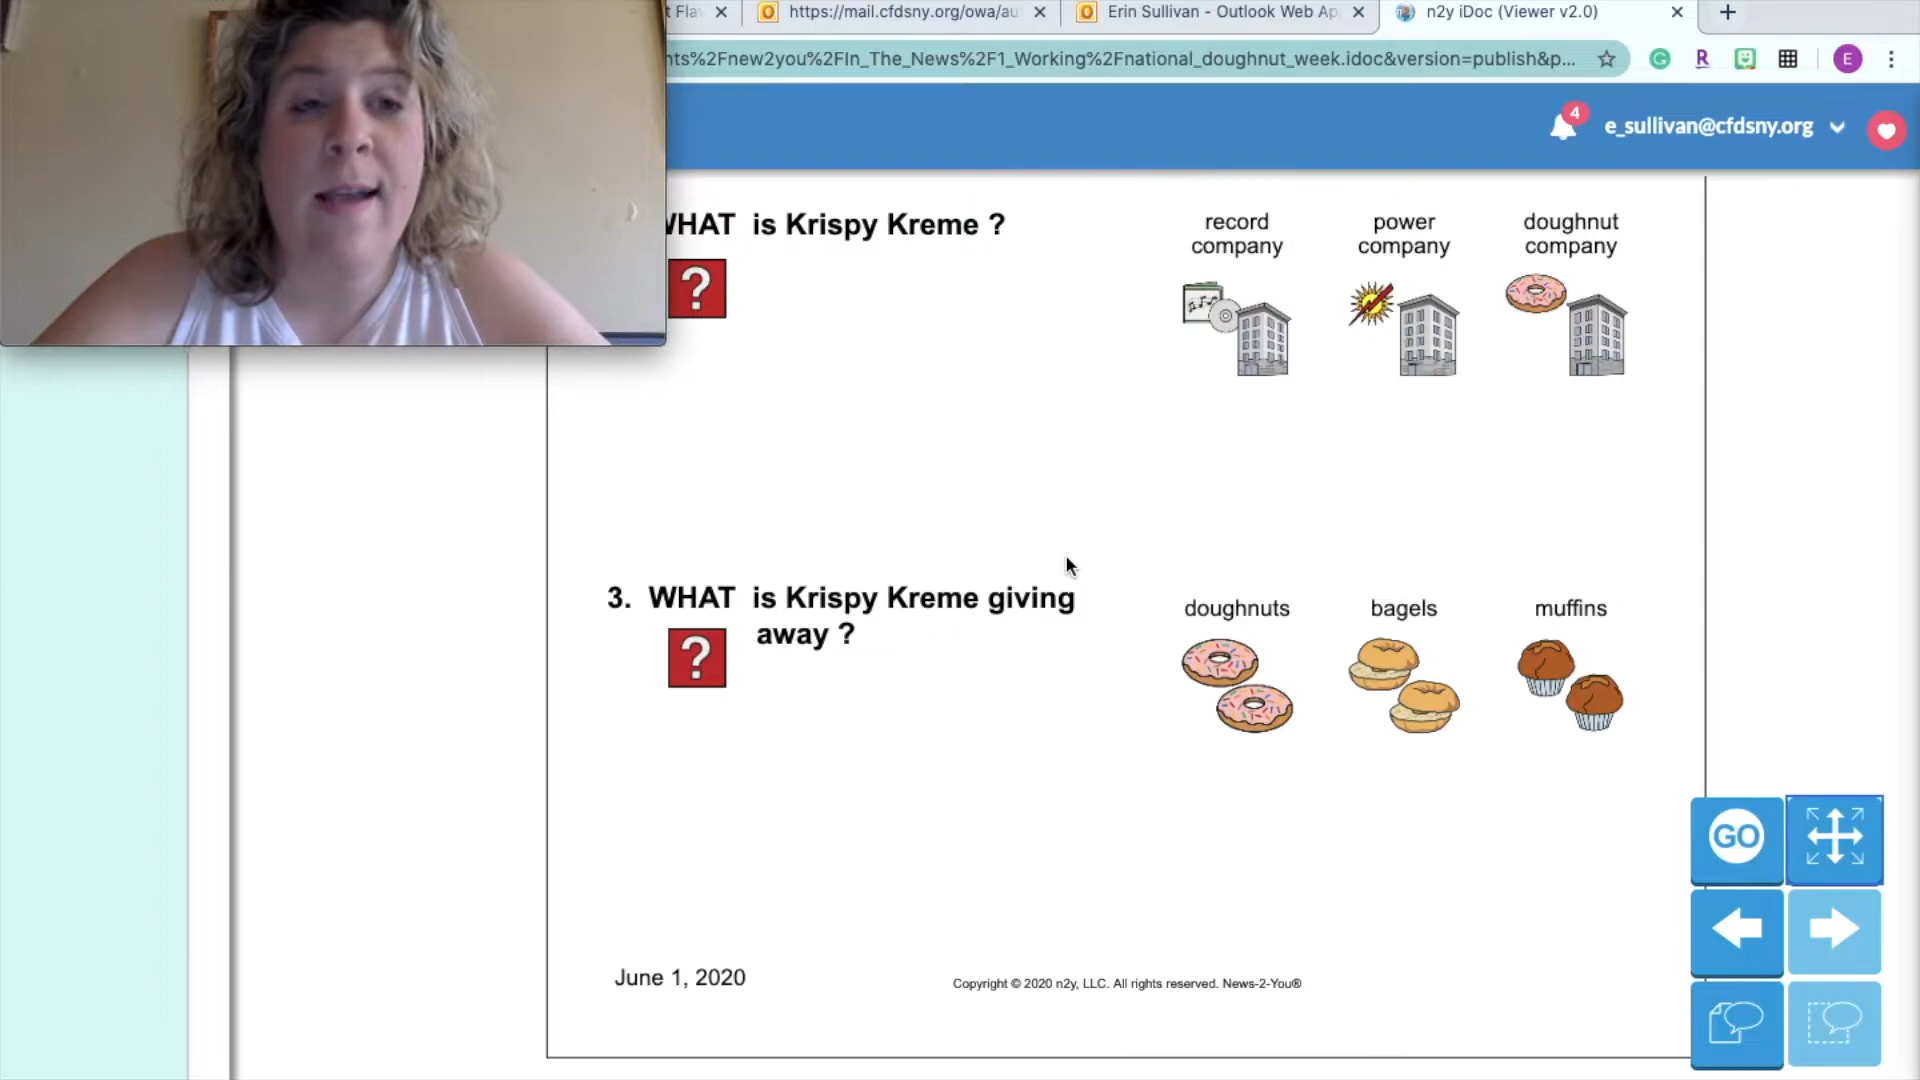 t Fla
https://mail.cfdsny.org/owa/au
Erin Sullivan - Outlook Web Ap
n2y iDoc (Viewer v2.0)
nts%2Fnew2you%2FIn_The_News%2F1_Working%2Fnational_doughnut_week.idoc&version=publish&p...
R
E
4
e_sullivan@cfdsny.org
WHAT is Krispy Kreme ?
?
record
company
power
company
doughnut
company
3. WHAT is Krispy Kreme giving
away ?
?
doughnuts
bagels
muffins
GO
June 1, 2020
Copyright © 2020 n2y, LLC. All rights reserved. News-2-You®